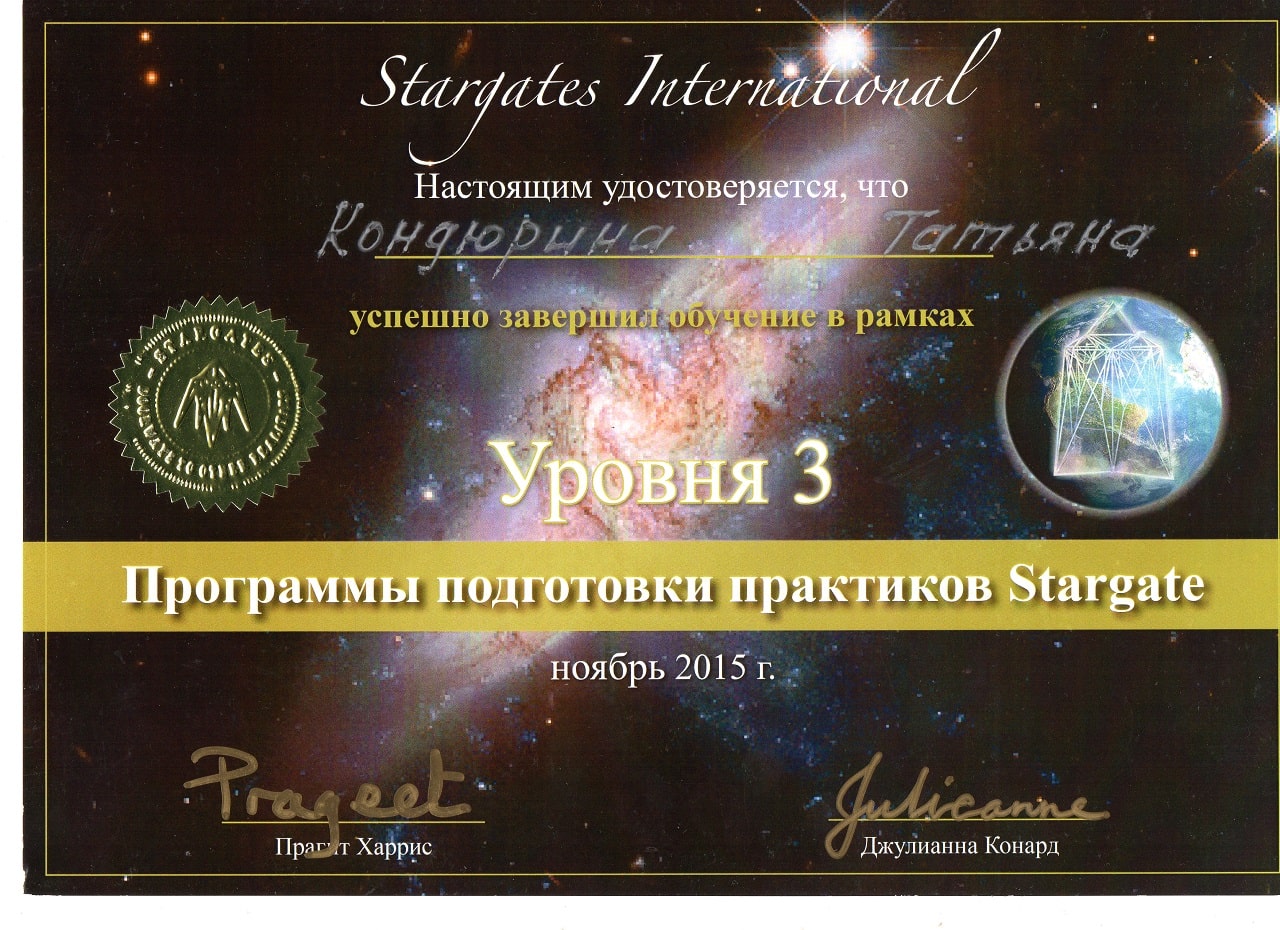 Stargates International
Настоящим удостоверяется, что
Кондюрина Татьяна
успешно завершил обучение в рамках
STARGATES
Уровня 3
Программы подготовки практиков Stargate
ноябрь 2015 г.
Prageet Julieanne
Прагит Харрис Джулианна Конард